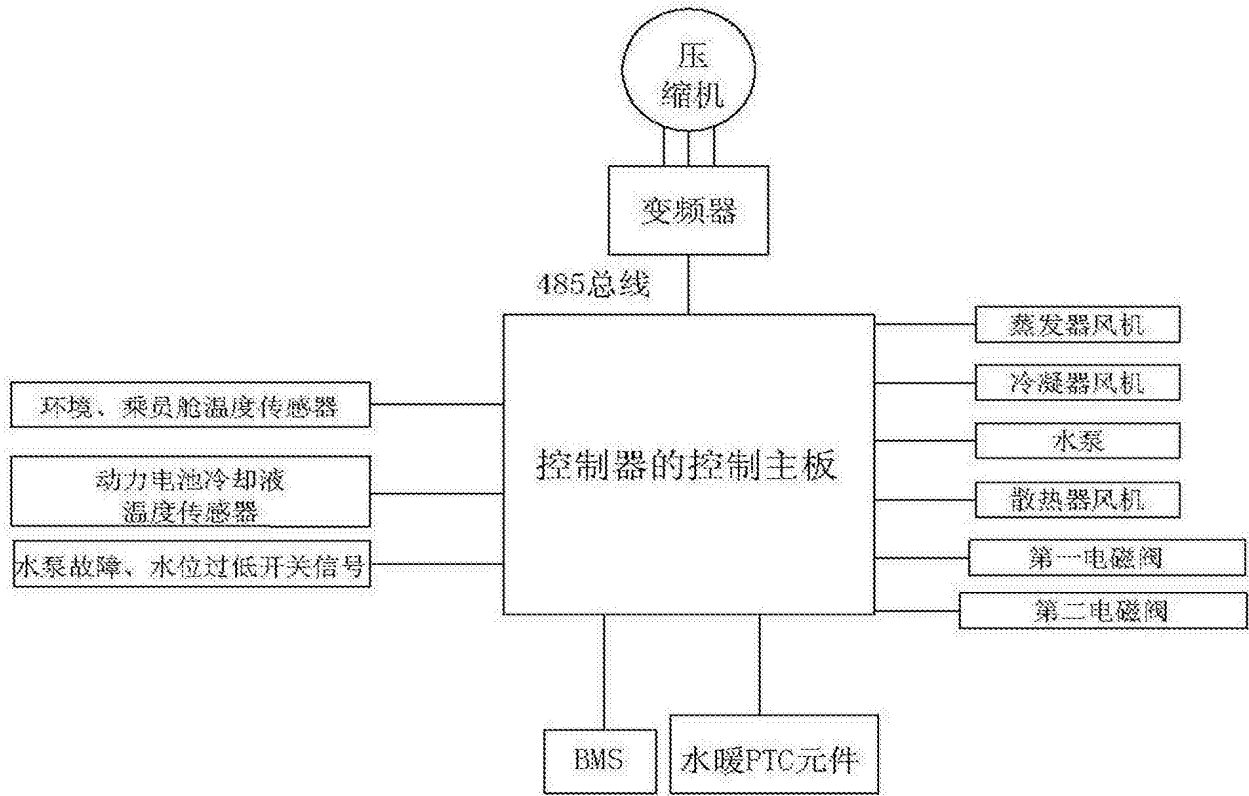 压
缩机
变频器
485总线
蒸发器风机
冷凝器风机
水泵
散热器风机
第一电磁阀
第二电磁阀
环境、乘员舱温度传感器
动力电池冷却液
温度传感器
水泵故障、水位过低开关信号
控制器的控制主板
BMS
水暖PTC元件